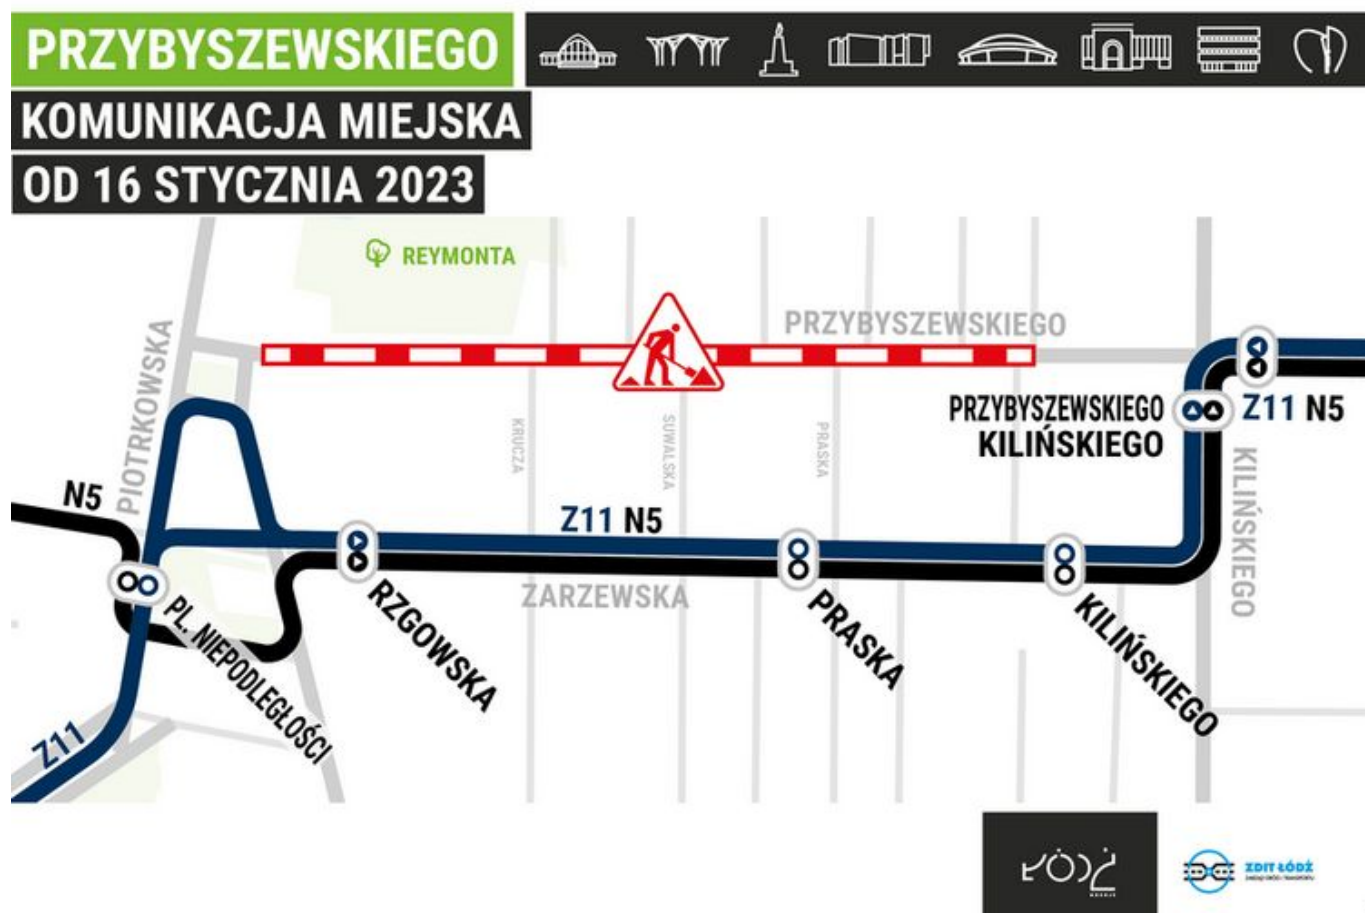 PRZYBYSZEWSKIEGO
KOMUNIKACJA MIEJSKA
OD 16 STYCZNIA 2023
REYMONTA
PRZYBYSZEWSKIEGO
PIOTRKOWSKA
PRZYBYSZEWSKIEGO
KILIŃSKIEGO
Z11 N5
KRUCZA
SUWALSKA
PRASKA
KILIŃSKIEGO
N5
Z11 N5
ZARZEWSKA
RZGOWSKA
PRASKA
KILIŃSKIEGO
PL. NIEPODLEGŁOŚCI
Z11
ŁÓDŹ
ZDIT ŁÓDŹ